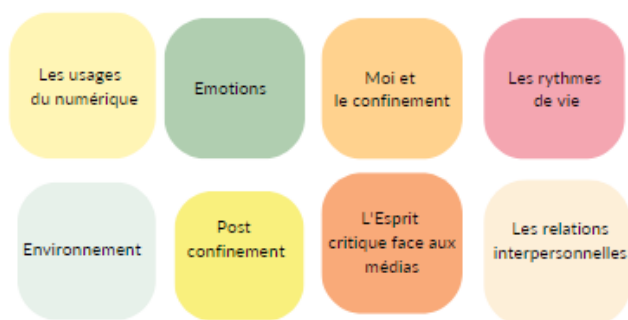 Les usages
du numérique
Emotions
Moi et
le confinement
Les rythmes
de vie
Environnement
Post
confinement
L'Esprit
critique face aux
médias
Les relations
interpersonnelles